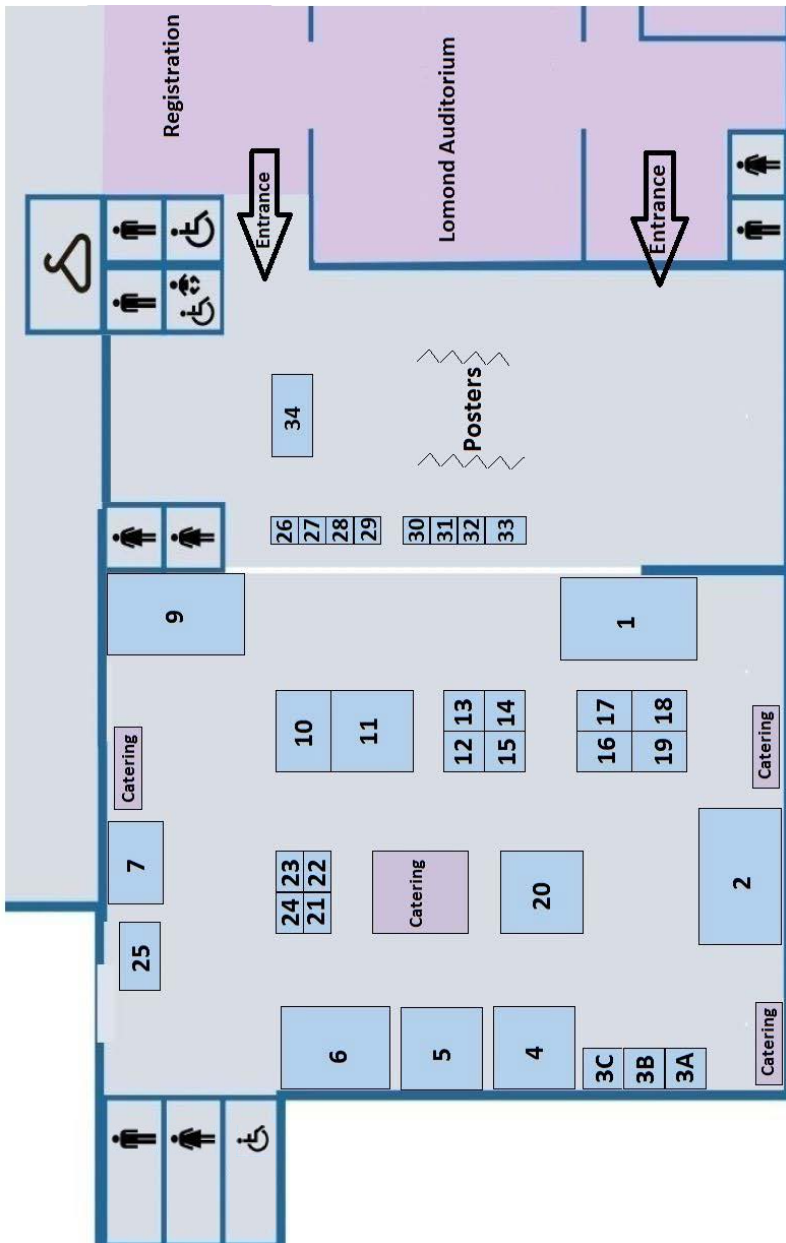 Registration
Lomond Auditorium
Entrance
Entrance
34
Posters
26
27
28
29
30
31
32
33
9
1
10
11
13
14
12
15
17
18
16
19
Catering
Catering
7
23
22
24
21
Catering
20
2
25
6
5
4
3C
3B
3A
Catering